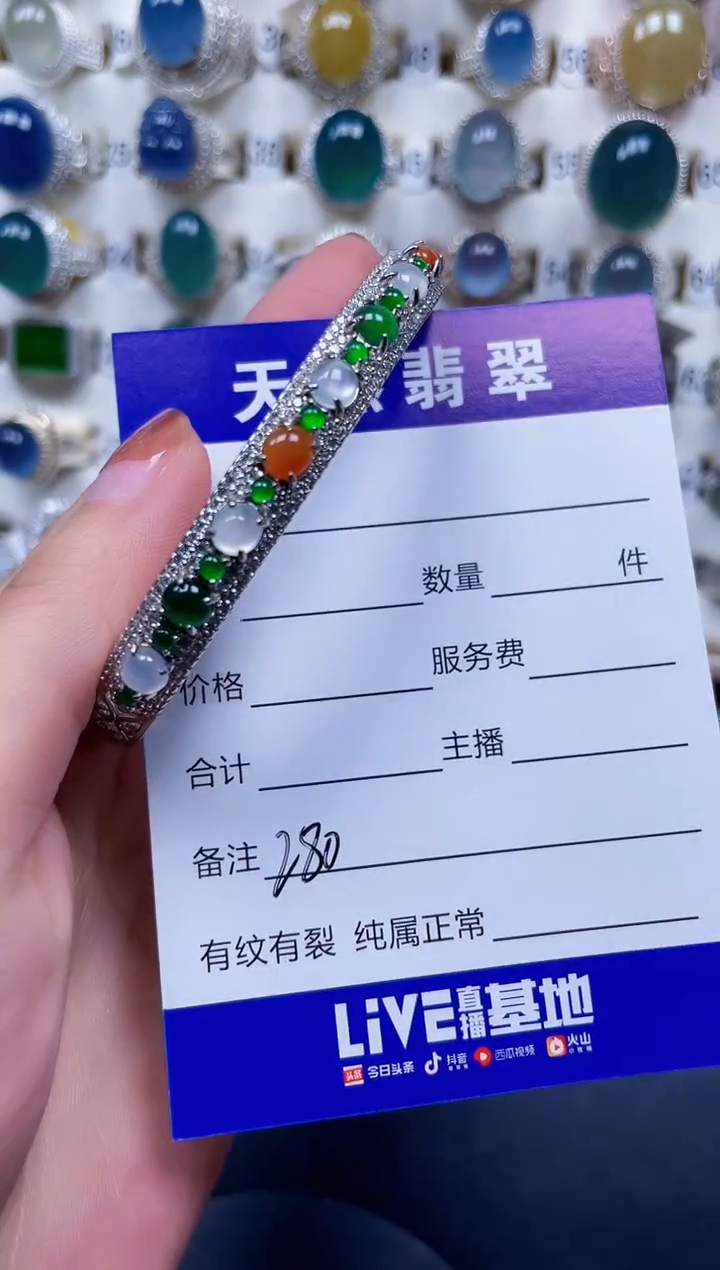 天 翡翠
数量 件
价格 服务费
合计 主播
备注 280
有纹有裂 纯属正常
LiVE直播基地
头条 今日头条 抖音 西瓜视频 火山